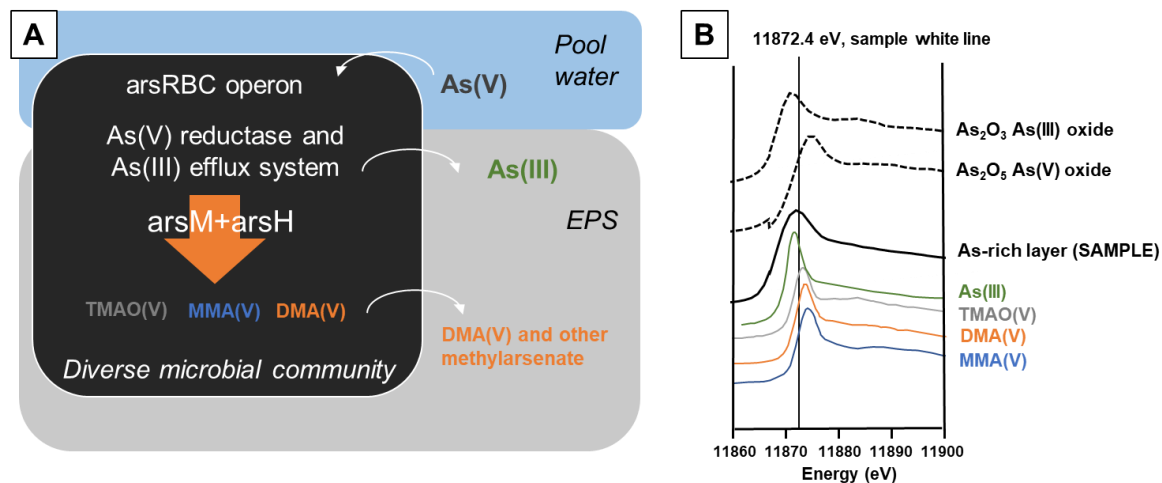 A
Pool
water
arsRBC operon
As(V)
As(V) reductase and
As(III) efflux system
As(III)
EPS
arsM+arsH
TMAO(V) MMA(V) DMA(V)
DMA(V) and other
methylarsenate
Diverse microbial community
B
11872.4 eV, sample white line
As₂O₃ As(III) oxide
As₂O₅ As(V) oxide
As-rich layer (SAMPLE)
As(III)
TMAO(V)
DMA(V)
MMA(V)
11860 11870 11880 11890 11900
Energy (eV)